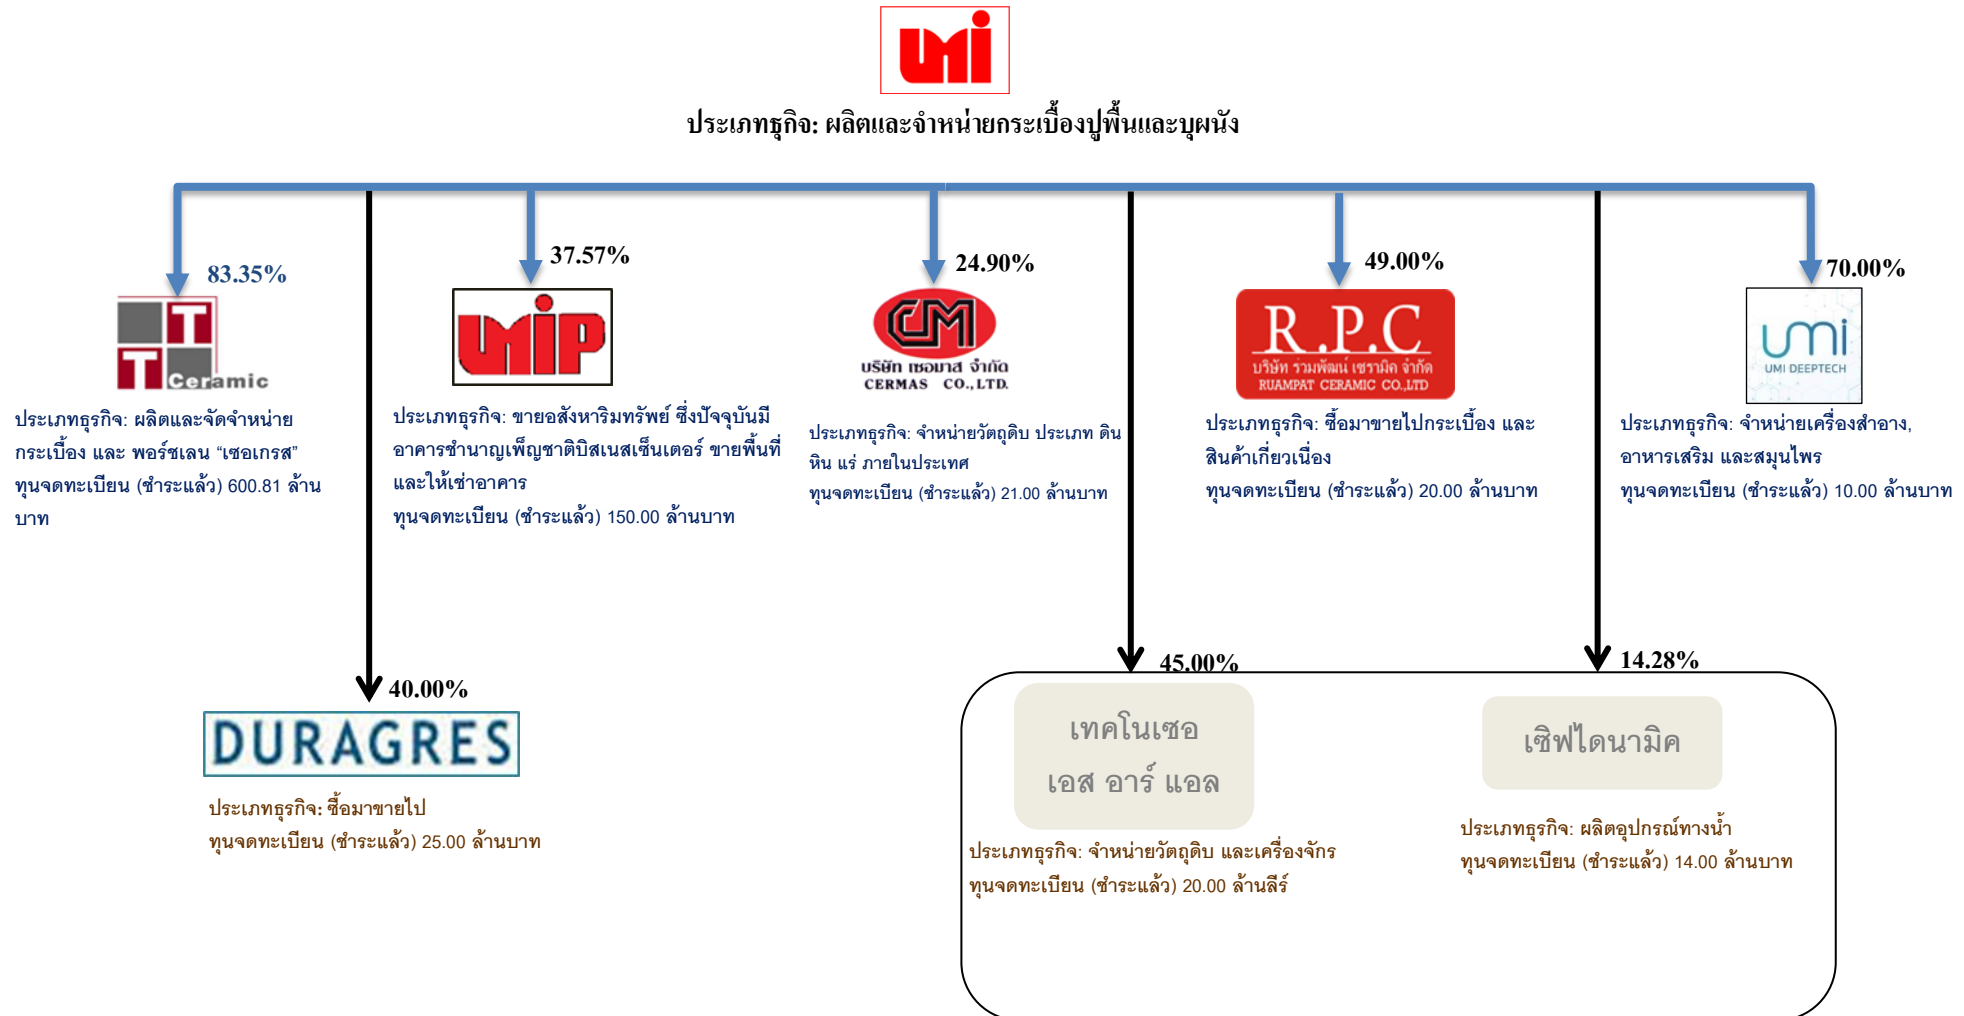 umi
ประเภทธุรกิจ: ผลิตและจำหน่ายกระเบื้องปูพื้นและบุผนัง
83.35%
37.57%
24.90%
49.00%
70.00%
T
T Ceramic
ประเภทธุรกิจ: ผลิตและจัดจำหน่าย
กระเบื้อง และ พอร์ซเลน “เซอเกรส”
ทุนจดทะเบียน (ชำระแล้ว) 600.81 ล้าน
บาท
umiP
ประเภทธุรกิจ: ขายอสังหาริมทรัพย์ ซึ่งปัจจุบันมี
อาคารชำนาญเพ็ญชาติบิสเนสเซ็นเตอร์ ขายพื้นที่
และให้เช่าอาคาร
ทุนจดทะเบียน (ชำระแล้ว) 150.00 ล้านบาท
CM
บริษัท เซอมาส จำกัด
CERMAS CO.,LTD.
ประเภทธุรกิจ: จำหน่ายวัตถุดิบ ประเภท ดิน
หิน แร่ ภายในประเทศ
ทุนจดทะเบียน (ชำระแล้ว) 21.00 ล้านบาท
R.P.C
บริษัท ร่วมพัฒน์ เซรามิค จำกัด
RUAMPAT CERAMIC CO.,LTD
ประเภทธุรกิจ: ซื้อมาขายไปกระเบื้อง และ
สินค้าเกี่ยวเนื่อง
ทุนจดทะเบียน (ชำระแล้ว) 20.00 ล้านบาท
umi
UMI DEEPTECH
ประเภทธุรกิจ: จำหน่ายเครื่องสำอาง,
อาหารเสริม และสมุนไพร
ทุนจดทะเบียน (ชำระแล้ว) 10.00 ล้านบาท
40.00%
DURAGRES
ประเภทธุรกิจ: ซื้อมาขายไป
ทุนจดทะเบียน (ชำระแล้ว) 25.00 ล้านบาท
45.00%
เทคโนเซอ
เอส อาร์ แอล
ประเภทธุรกิจ: จำหน่ายวัตถุดิบ และเครื่องจักร
ทุนจดทะเบียน (ชำระแล้ว) 20.00 ล้านลีร์
14.28%
เซิฟไดนามิค
ประเภทธุรกิจ: ผลิตอุปกรณ์ทางน้ำ
ทุนจดทะเบียน (ชำระแล้ว) 14.00 ล้านบาท